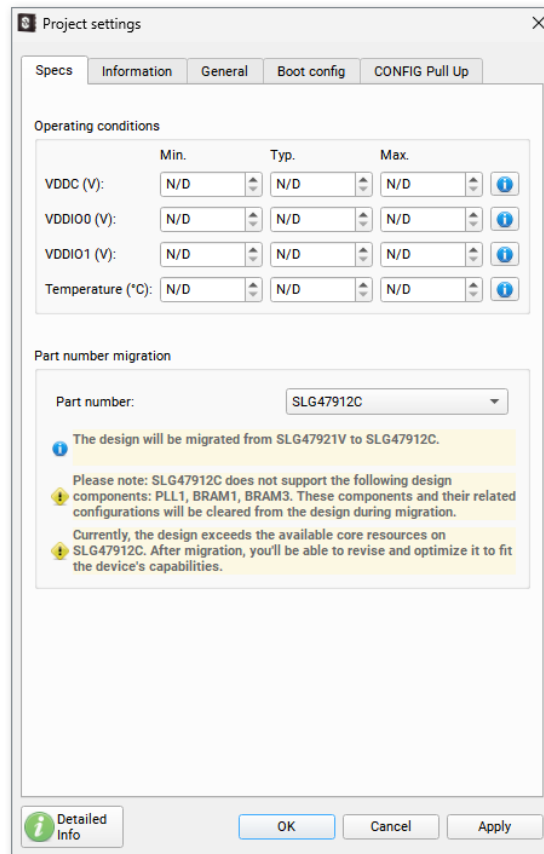 Project settings
Specs Information General Boot config CONFIG Pull Up
Operating conditions
Min. Typ. Max.
VDDC (V): N/D N/D N/D
VDDIO0 (V): N/D N/D N/D
VDDIO1 (V): N/D N/D N/D
Temperature (°C): N/D N/D N/D
Part number migration
Part number: SLG47912C
The design will be migrated from SLG47921V to SLG47912C.
Please note: SLG47912C does not support the following design
components: PLL1, BRAM1, BRAM3. These components and their related
configurations will be cleared from the design during migration.
Currently, the design exceeds the available core resources on
SLG47912C. After migration, you'll be able to revise and optimize it to fit
the device's capabilities.
Detailed
Info
OK Cancel Apply